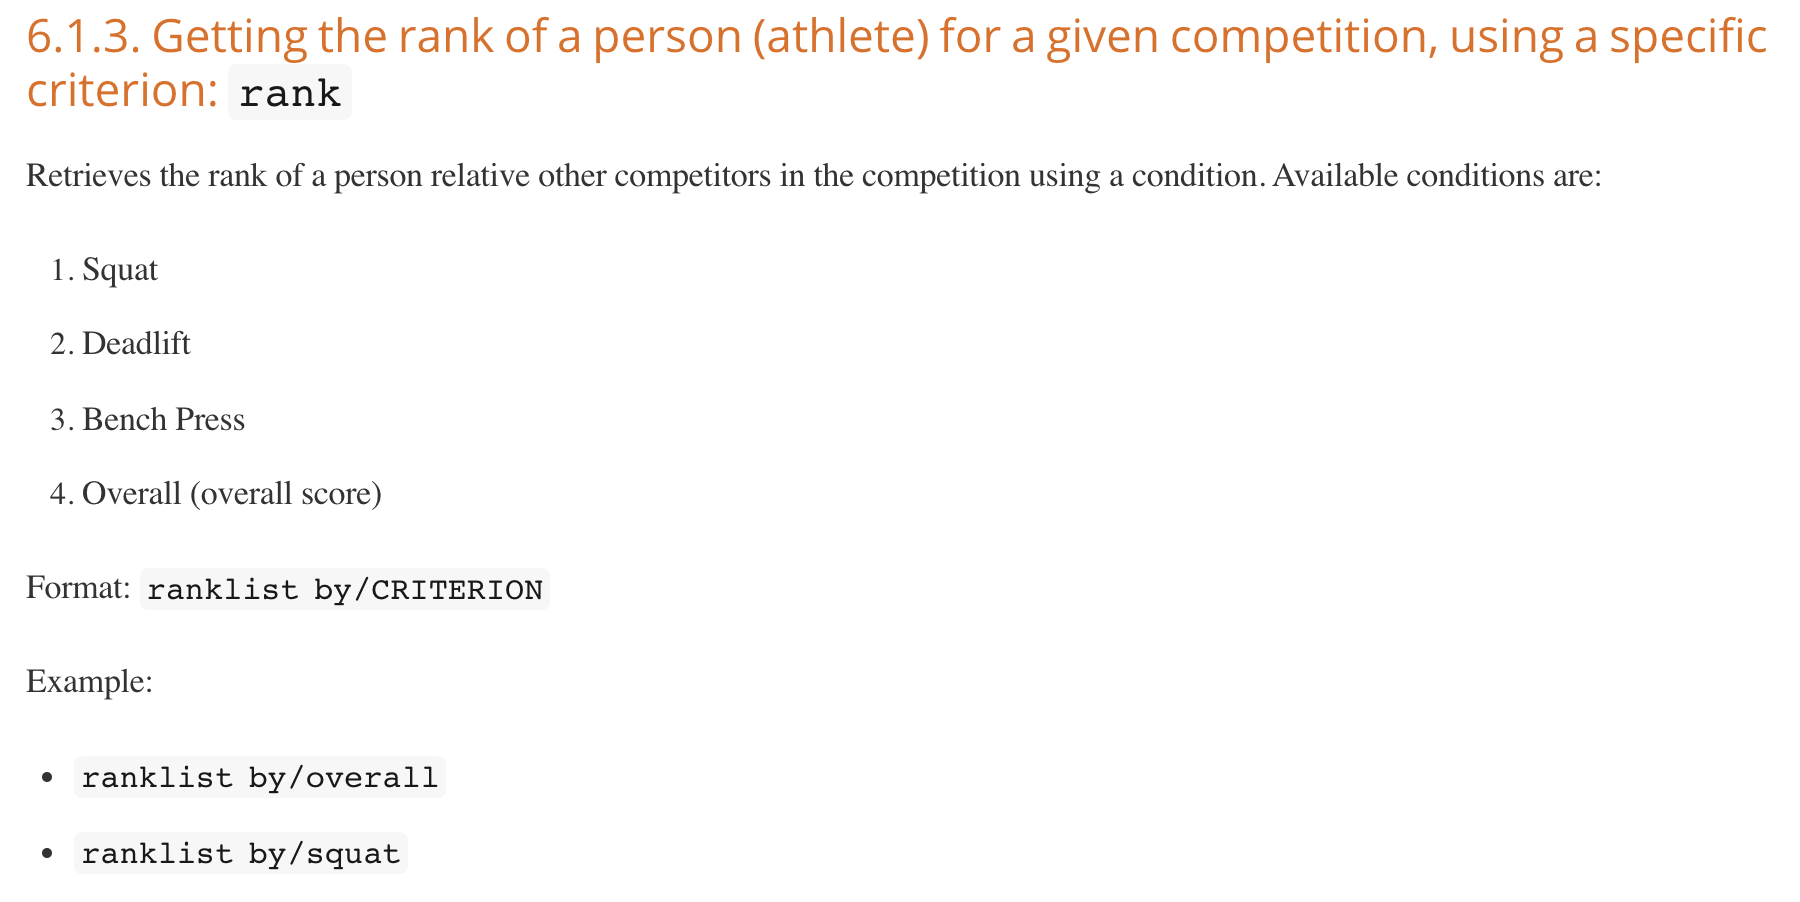 6.1.3. Getting the rank of a person (athlete) for a given competition, using a specific
criterion: rank
Retrieves the rank of a person relative other competitors in the competition using a condition. Available conditions are:
1. Squat
2. Deadlift
3. Bench Press
4. Overall (overall score)
Format: ranklist by/CRITERION
Example:
• ranklist by/overall
• ranklist by/squat